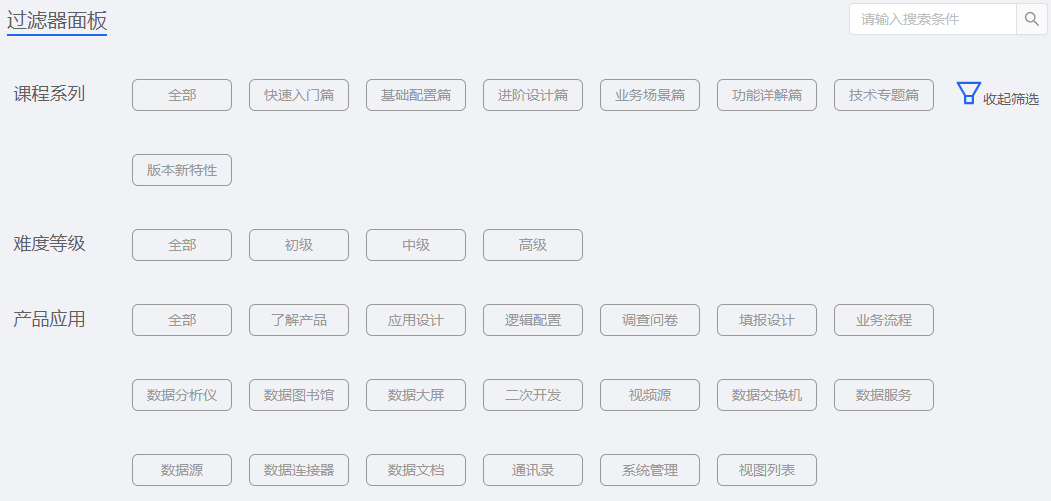 过滤器面板 请输入搜索条件
课程系列 全部 快速入门篇 基础配置篇 进阶设计篇 业务场景篇 功能详解篇 技术专题篇 收起筛选
版本新特性
难度等级 全部 初级 中级 高级
产品应用 全部 了解产品 应用设计 逻辑配置 调查问卷 填报设计 业务流程
数据分析仪 数据图书馆 数据大屏 二次开发 视频源 数据交换机 数据服务
数据源 数据连接器 数据文档 通讯录 系统管理 视图列表